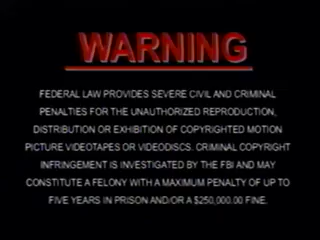 WARNING
FEDERAL LAW PROVIDES SEVERE CIVIL AND CRIMINAL
PENALTIES FOR THE UNAUTHORIZED REPRODUCTION,
DISTRIBUTION OR EXHIBITION OF COPYRIGHTED MOTION
PICTURE VIDEOTAPES OR VIDEODISCS. CRIMINAL COPYRIGHT
INFRINGEMENT IS INVESTIGATED BY THE FBI AND MAY
CONSTITUTE A FELONY WITH A MAXIMUM PENALTY OF UP TO
FIVE YEARS IN PRISON AND/OR A $250,000.00 FINE.